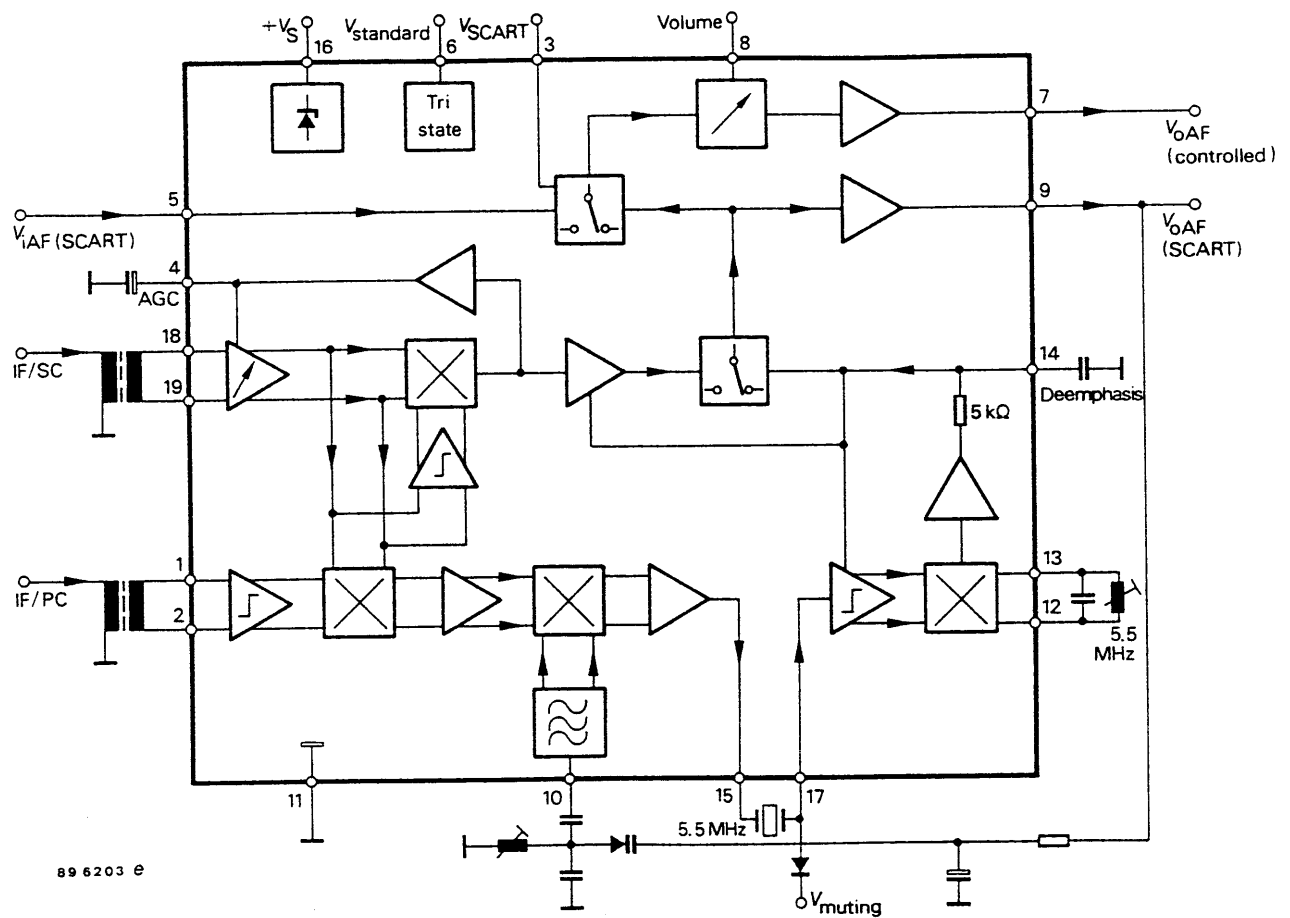 +VS
16
Vstandard
6
VSCART
3
Volume
8
Tri
state
7
VoAF
(controlled)
5
ViAF (SCART)
9
VoAF
(SCART)
4
AGC
18
IF/SC
19
14
Deemphasis
5 kΩ
1
IF/PC
2
13
12
5.5
MHz
11
10
15
17
5.5 MHz
Vmuting
89 6203 e